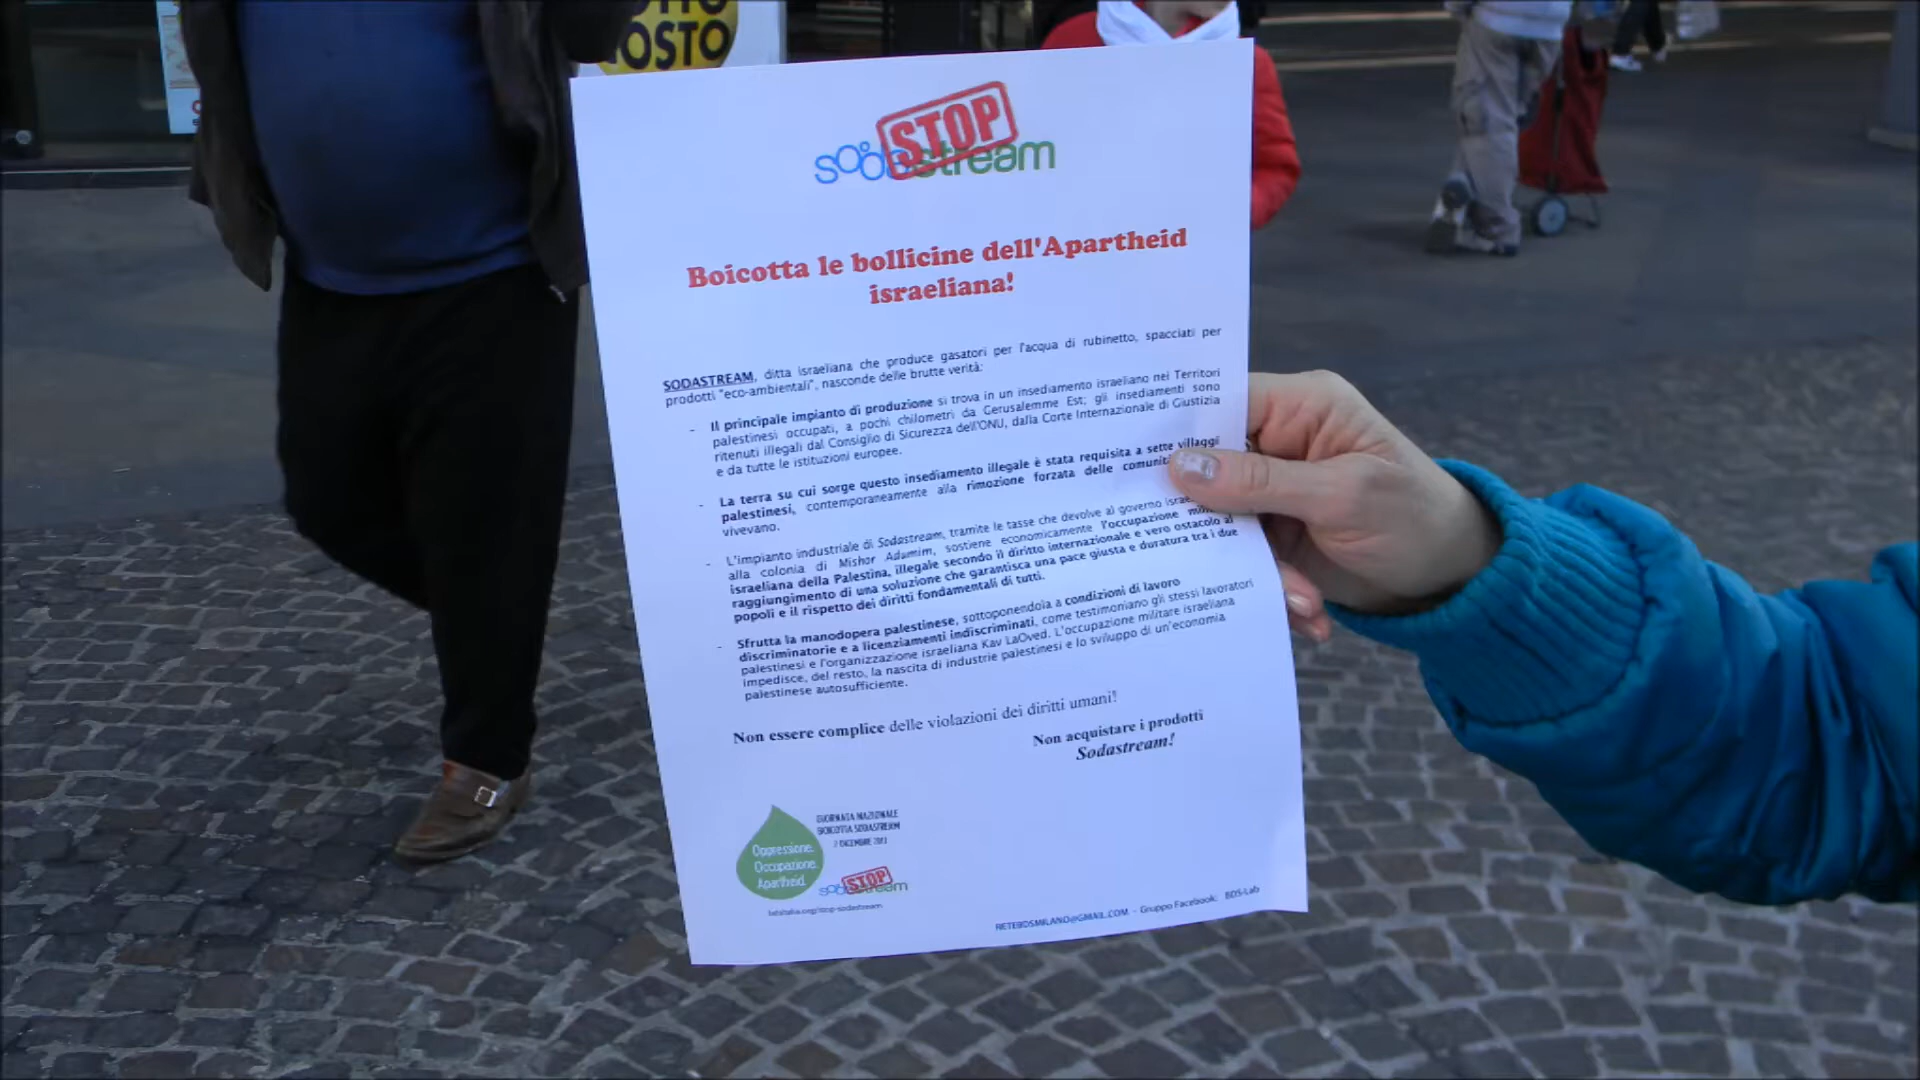 OSTO
STOP
sodastream
Boicotta le bollicine dell'Apartheid
israeliana!
SODASTREAM, ditta israeliana che produce gasatori per l'acqua di rubinetto, spacciati per
prodotti "eco-ambientali", nasconde delle brutte verità:
- Il principale impianto di produzione si trova in un insediamento israeliano nei Territori
palestinesi occupati, a pochi chilometri da Gerusalemme Est; gli insediamenti sono
ritenuti illegali dal Consiglio di Sicurezza dell'ONU, dalla Corte Internazionale di Giustizia
e da tutte le istituzioni europee.
- La terra su cui sorge questo insediamento illegale è stata requisita a sette villaggi
palestinesi, contemporaneamente alla rimozione forzata delle
vivevano.
- L'impianto industriale di Sodastream, tramite le tasse che devolve al governo
alla colonia di Mishor Adumim, sostiene economicamente l'occupazione
israeliana della Palestina, illegale secondo il diritto internazionale e vero ostacolo al
raggiungimento di una soluzione che garantisca una pace giusta e duratura tra i due
popoli e il rispetto dei diritti fondamentali di tutti.
- Sfrutta la manodopera palestinese, sottoponendola a condizioni di lavoro
discriminatorie e a licenziamenti indiscriminati, come testimoniano gli stessi lavoratori
palestinesi e l'organizzazione israeliana Kav LaOved. L'occupazione militare israeliana
impedisce, del resto, la nascita di industrie palestinesi e lo sviluppo di un'economia
palestinese autosufficiente.
Non essere complice delle violazioni dei diritti umani!
Non acquistare i prodotti
Sodastream!
Oppressione.
Occupazione.
Apartheid.
GIORNATA NAZIONALE
BOICOTTA SODASTREAM
7 DICEMBRE 2013
STOP
sodastream
bdsitalia.org/stop-sodastream
RETEBDSMILANO@GMAIL.COM - Gruppo Facebook: BDS-Lab